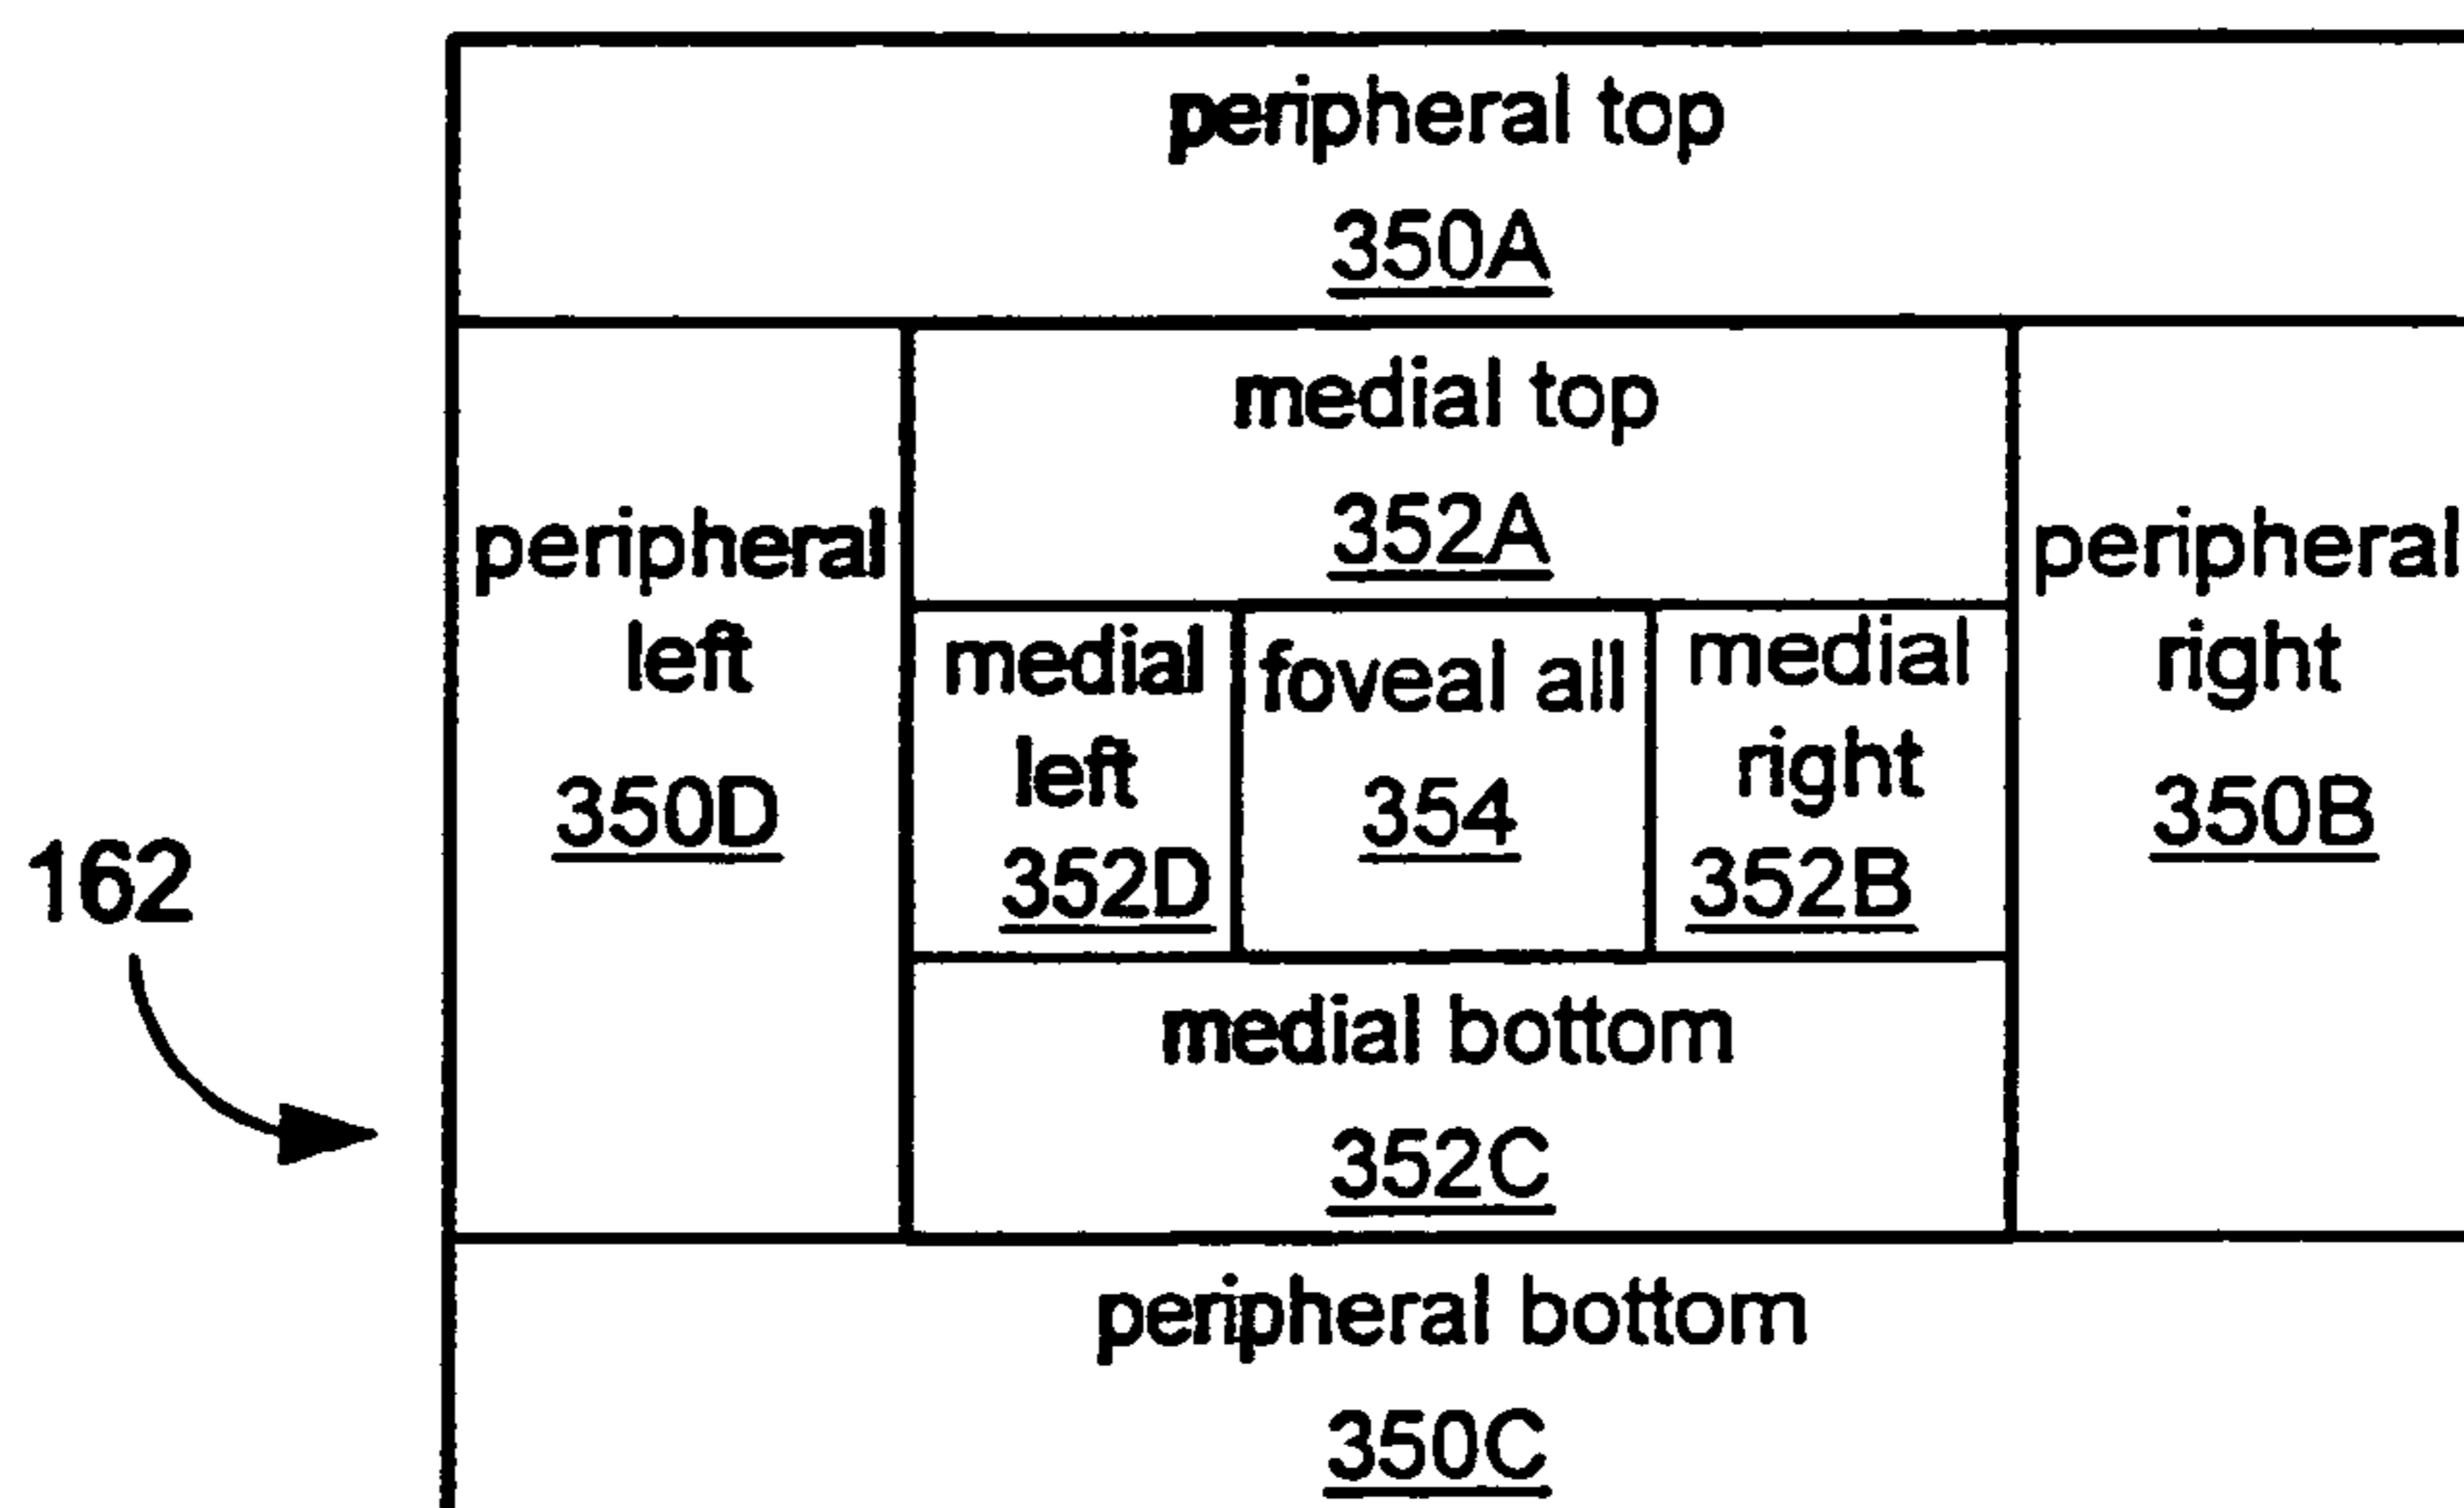 peripheral top
350A
medial top
352A
peripheral
left
350D
medial
left
352D
foveal all
354
medial
right
352B
peripheral
right
350B
162
medial bottom
352C
peripheral bottom
350C